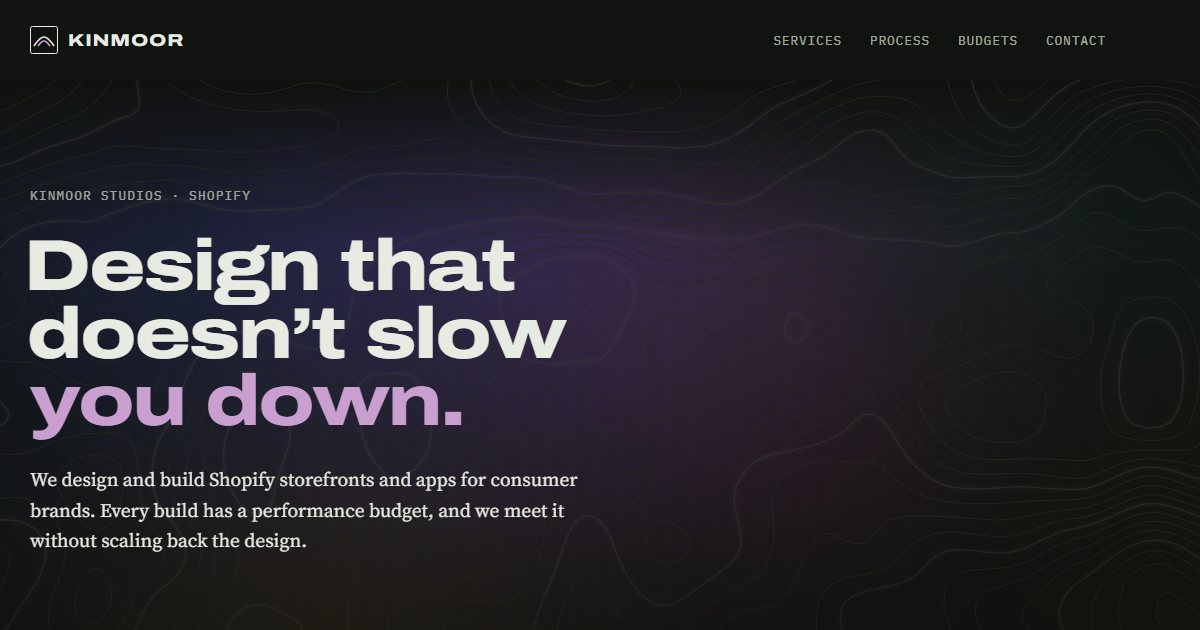 KINMOOR
SERVICES PROCESS BUDGETS CONTACT
KINMOOR STUDIOS · SHOPIFY
Design that
doesn’t slow
you down.
We design and build Shopify storefronts and apps for consumer
brands. Every build has a performance budget, and we meet it
without scaling back the design.